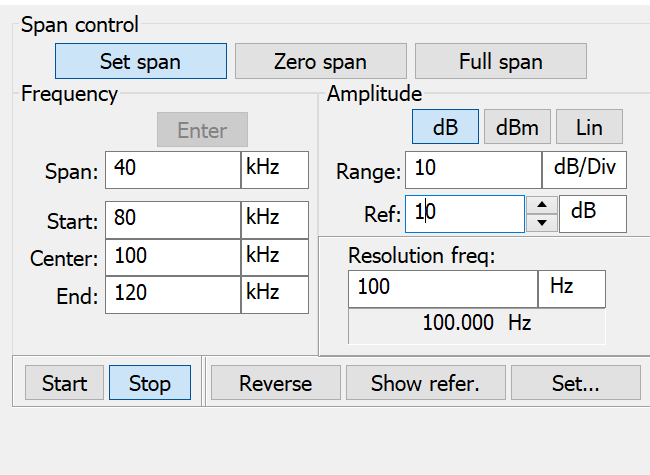 Span control
Set span Zero span Full span
Frequency
Enter
Span: 40 kHz
Start: 80 kHz
Center: 100 kHz
End: 120 kHz
Amplitude
dB dBm Lin
Range: 10 dB/Div
Ref: 10 dB
Resolution freq:
100 Hz
100.000 Hz
Start Stop Reverse Show refer. Set...